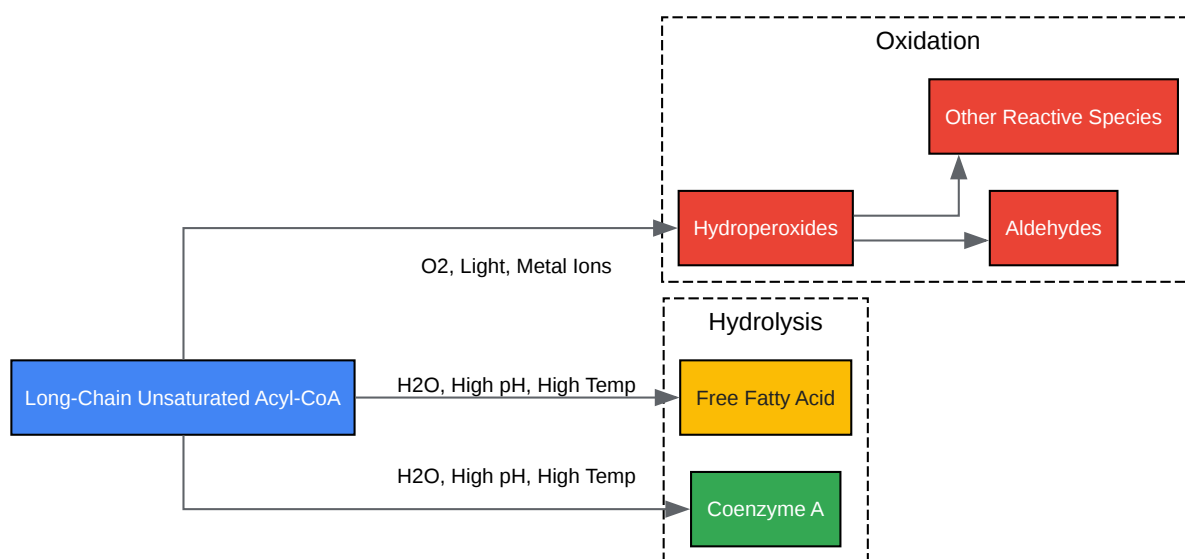 Oxidation
Other Reactive Species
Hydroperoxides
Aldehydes
O2, Light, Metal Ions
Hydrolysis
Long-Chain Unsaturated Acyl-CoA
H2O, High pH, High Temp
Free Fatty Acid
H2O, High pH, High Temp
Coenzyme A